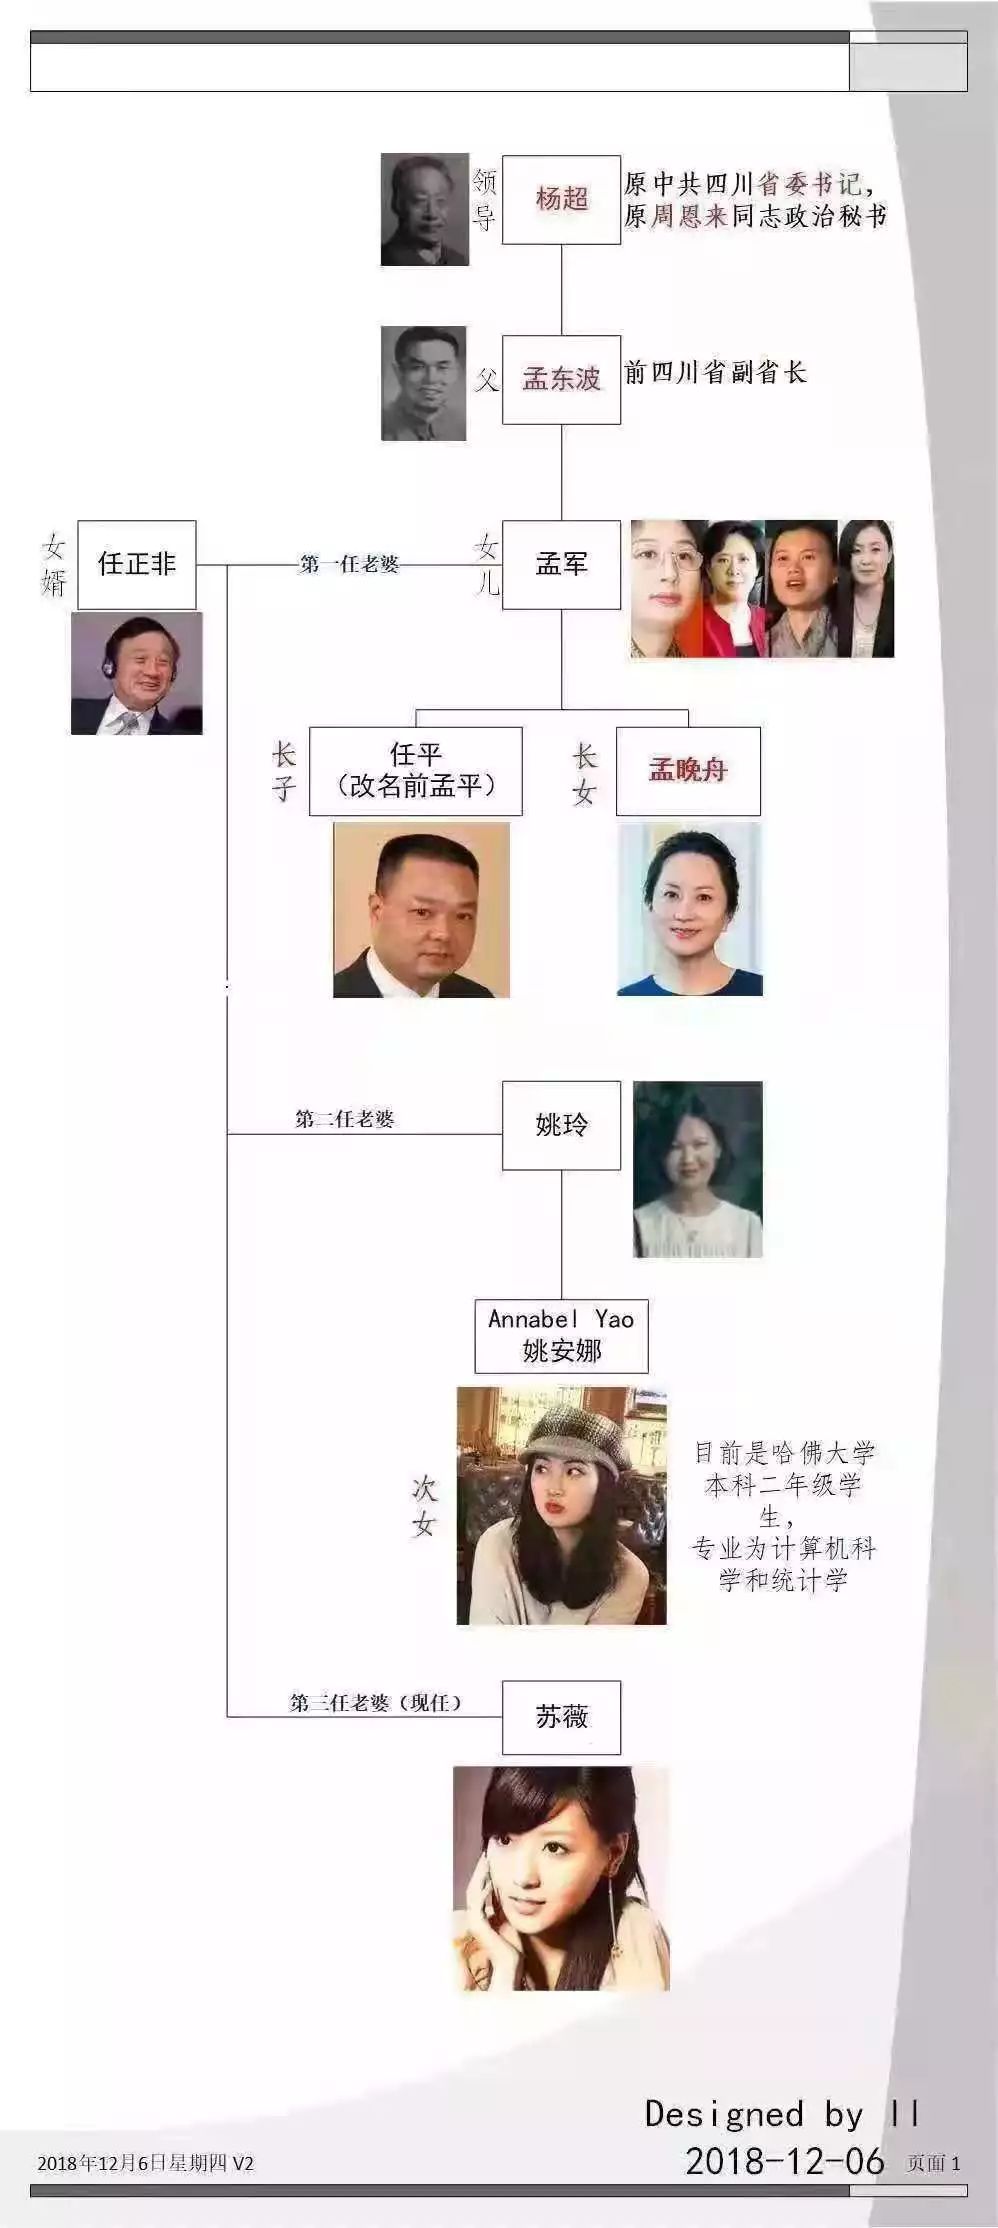 领导
杨超
原中共四川省委书记，
原周恩来同志政治秘书
父
孟东波
前四川省副省长
女婿
任正非
第一任老婆
女儿
孟军
长子
任平
（改名前孟平）
长女
孟晚舟
第二任老婆
姚玲
Annabel Yao
姚安娜
次女
目前是哈佛大学
本科二年级学
生，
专业为计算机科
学和统计学
第三任老婆（现任）
苏薇
Designed by ll
2018-12-06
2018年12月6日星期四 V2
页面 1